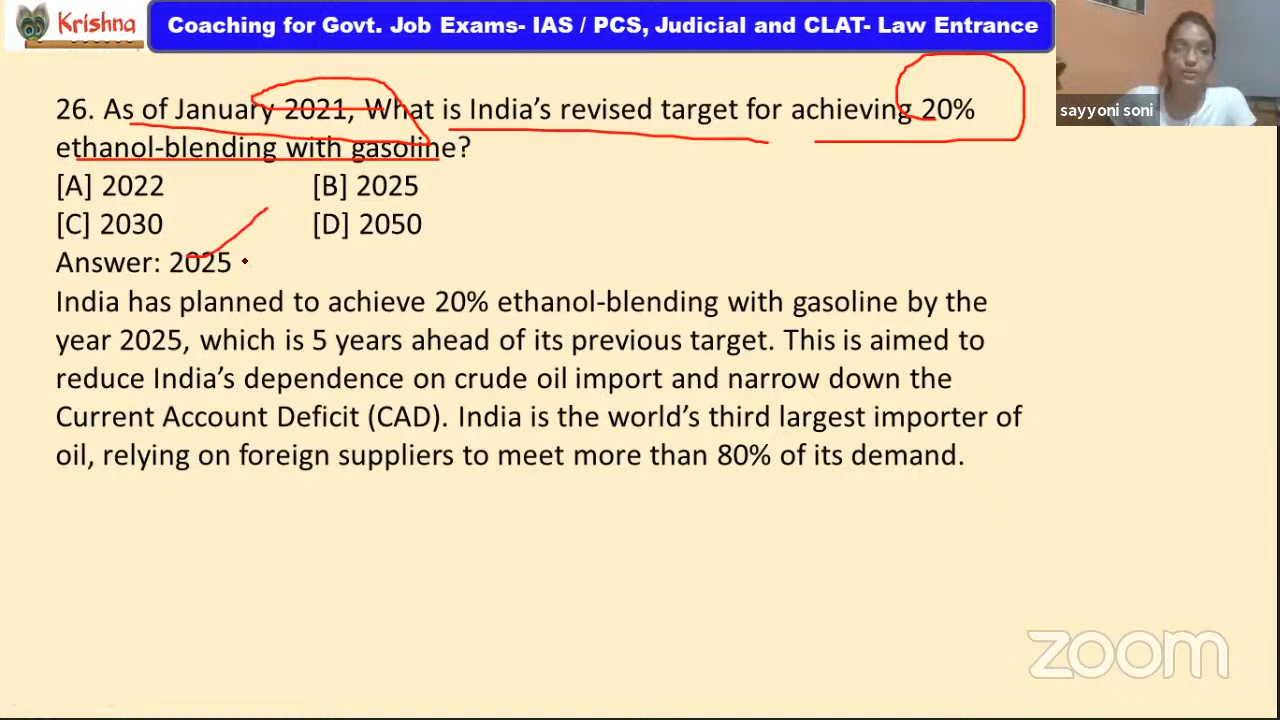 Krishna
Coaching for Govt. Job Exams- IAS / PCS, Judicial and CLAT- Law Entrance
sayyoni soni
26. As of January 2021, What is India’s revised target for achieving 20%
ethanol-blending with gasoline?
[A] 2022 [B] 2025
[C] 2030 [D] 2050
Answer: 2025
India has planned to achieve 20% ethanol-blending with gasoline by the
year 2025, which is 5 years ahead of its previous target. This is aimed to
reduce India’s dependence on crude oil import and narrow down the
Current Account Deficit (CAD). India is the world’s third largest importer of
oil, relying on foreign suppliers to meet more than 80% of its demand.
zoom